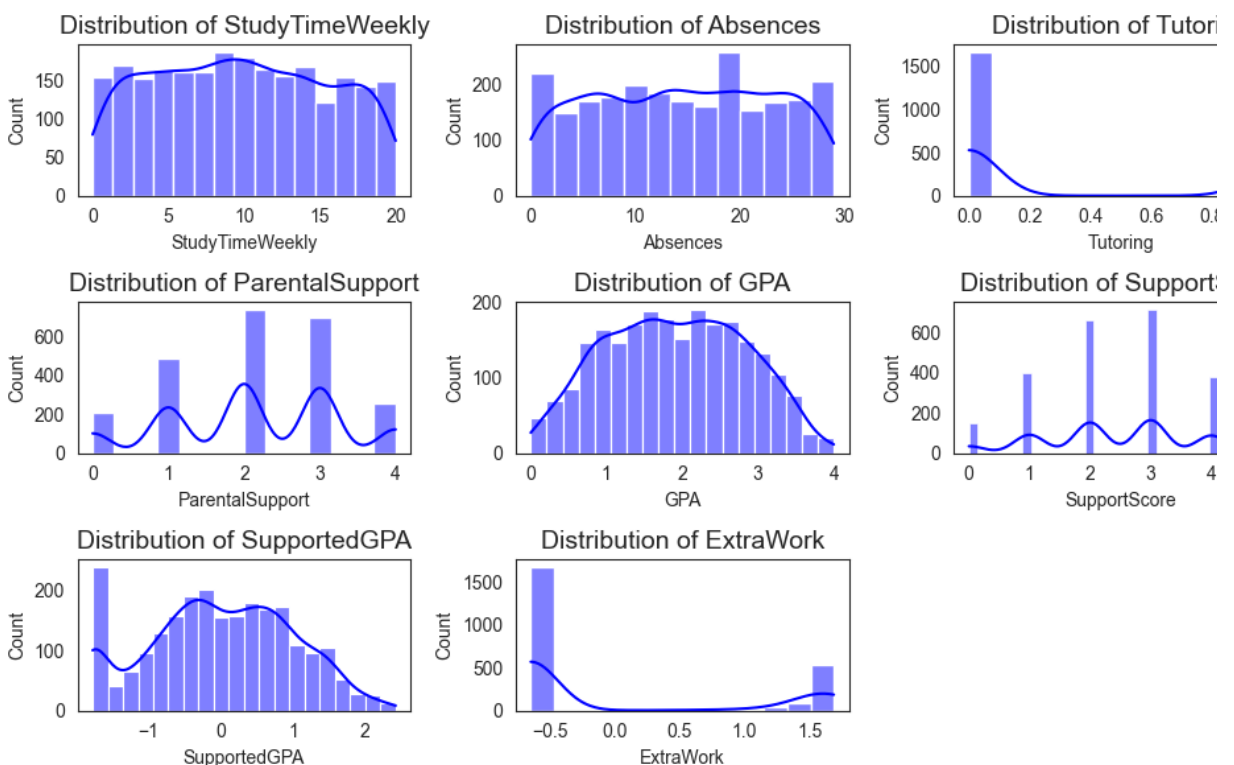 Distribution of StudyTimeWeekly
Count
150
100
50
0
0 5 10 15 20
StudyTimeWeekly
Distribution of Absences
Count
200
100
0
0 10 20 30
Absences
Distribution of Tutori
Count
1500
1000
500
0
0.0 0.2 0.4 0.6 0.8
Tutoring
Distribution of ParentalSupport
Count
600
400
200
0
0 1 2 3 4
ParentalSupport
Distribution of GPA
Count
200
100
0
0 1 2 3 4
GPA
Distribution of SupportS
Count
600
400
200
0
0 1 2 3 4
SupportScore
Distribution of SupportedGPA
Count
200
100
0
−1 0 1 2
SupportedGPA
Distribution of ExtraWork
Count
1500
1000
500
0
−0.5 0.0 0.5 1.0 1.5
ExtraWork